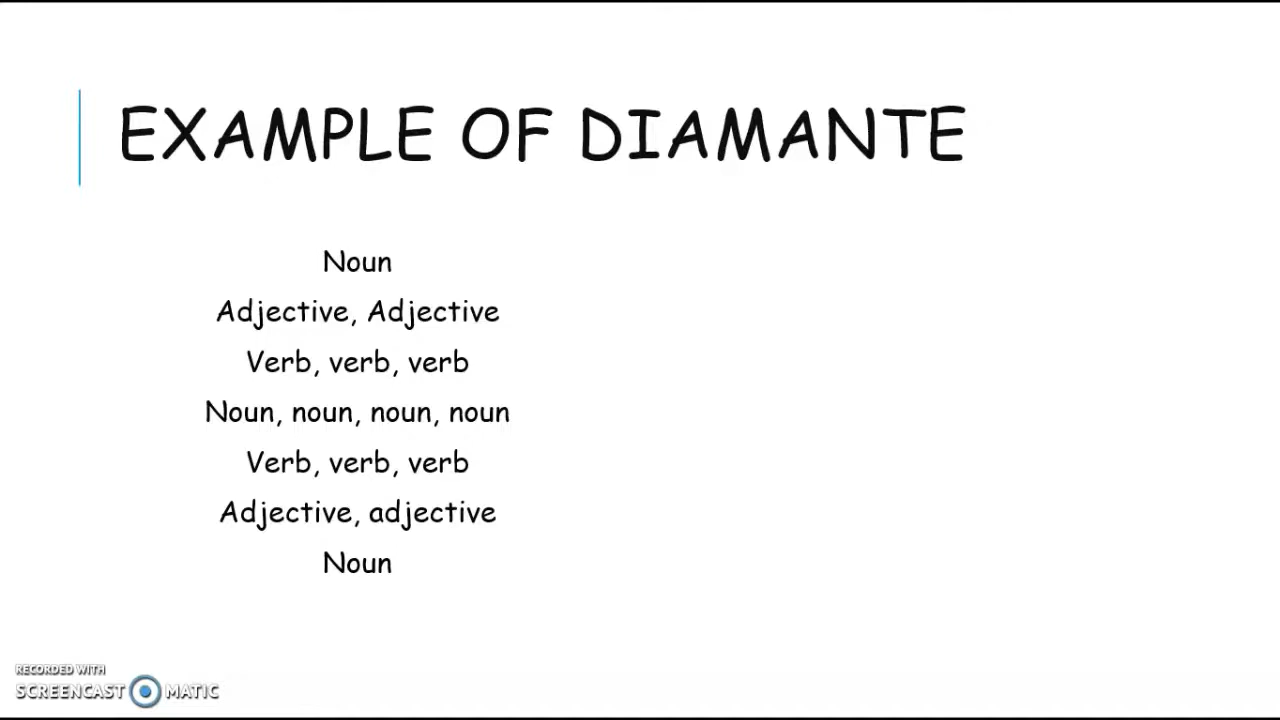 EXAMPLE OF DIAMANTE
Noun
Adjective, Adjective
Verb, verb, verb
Noun, noun, noun, noun
Verb, verb, verb
Adjective, adjective
Noun
RECORDED WITH
SCREENCAST MATIC